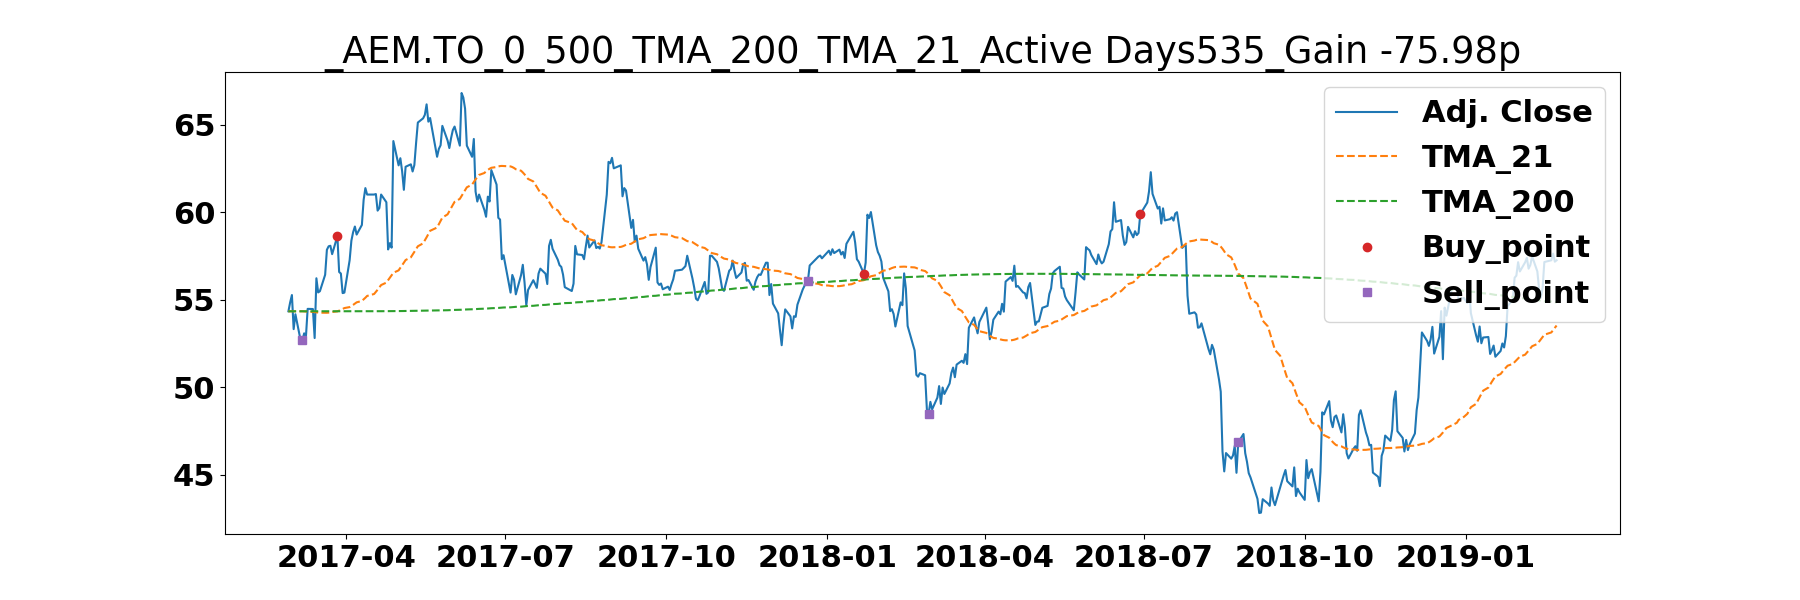 _AEM.TO_0_500_TMA_200_TMA_21_Active Days535_Gain -75.98p
65
60
55
50
45
Adj. Close
TMA_21
TMA_200
Buy_point
Sell_point
2017-04 2017-07 2017-10 2018-01 2018-04 2018-07 2018-10 2019-01